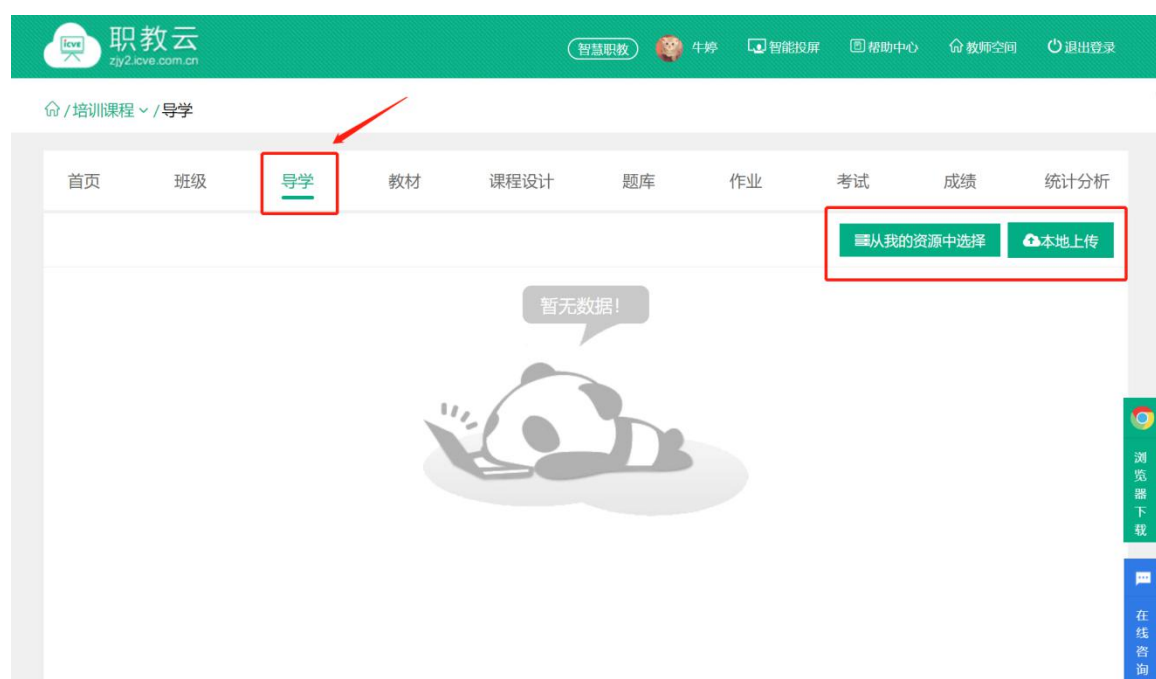 icve 职教云
zjy2.icve.com.cn
智慧职教 牛婷 智能投屏 帮助中心 教师空间 退出登录
/培训课程 / 导学
首页 班级 导学 教材 课程设计 题库 作业 考试 成绩 统计分析
从我的资源中选择 本地上传
暂无数据!
浏览器下载
在线咨询